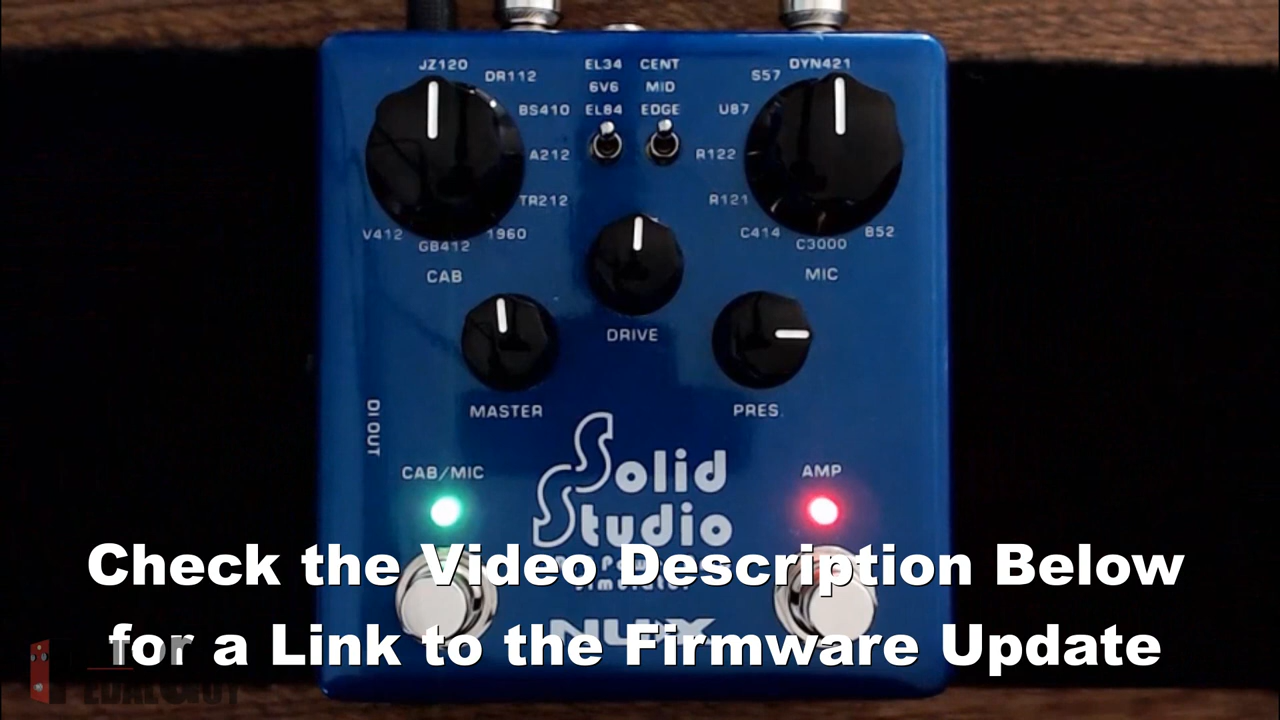 JZ120
DR112
BS410
A212
TR212
1960
GB412
V412
CAB
EL34 CENT
6V6 MID
EL84 EDGE
DYN421
S57
U87
R122
R121
C414
C3000
B52
MIC
DRIVE
MASTER
PRES.
DI OUT
CAB/MIC
AMP
Solid
Studio
Simulator
NUX
Check the Video Description Below
for a Link to the Firmware Update